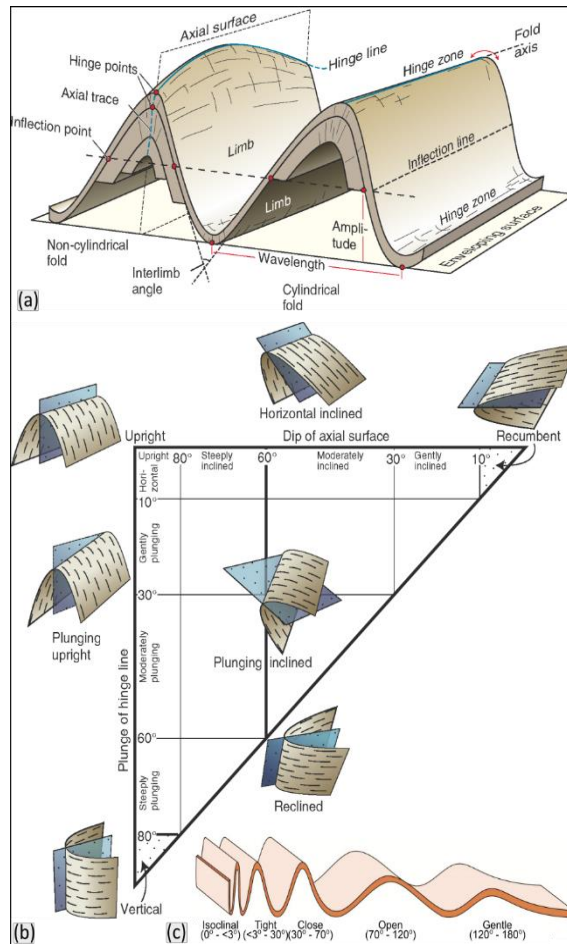 Axial surface
Hinge points
Hinge line
Hinge zone
Fold
axis
Axial trace
Inflection point
Limb
Inflection line
Limb
Hinge zone
Ampli-
tude
Enveloping surface
Non-cylindrical
fold
Wavelength
Interlimb
angle
Cylindrical
fold
(a)
Horizontal inclined
Upright
Dip of axial surface
Recumbent
Upright
80°
Steeply
inclined
60°
Moderately
inclined
30°
Gently
inclined
10°
Hori-
zontal
10°
Gently
plunging
30°
Plunging
upright
Plunging inclined
Moderately
plunging
Plunge of hinge line
60°
Reclined
Steeply
plunging
80°
Vertical
(b)
(c)
Isoclinal
(0° - <3°)
Tight
(<3° - 30°)
Close
(30° - 70°)
Open
(70° - 120°)
Gentle
(120° - 180°)